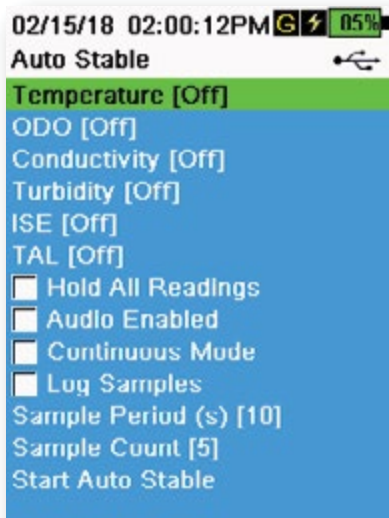 02/15/18 02:00:12PM G 85%
Auto Stable
Temperature [Off]
ODO [Off]
Conductivity [Off]
Turbidity [Off]
ISE [Off]
TAL [Off]
Hold All Readings
Audio Enabled
Continuous Mode
Log Samples
Sample Period (s) [10]
Sample Count [5]
Start Auto Stable